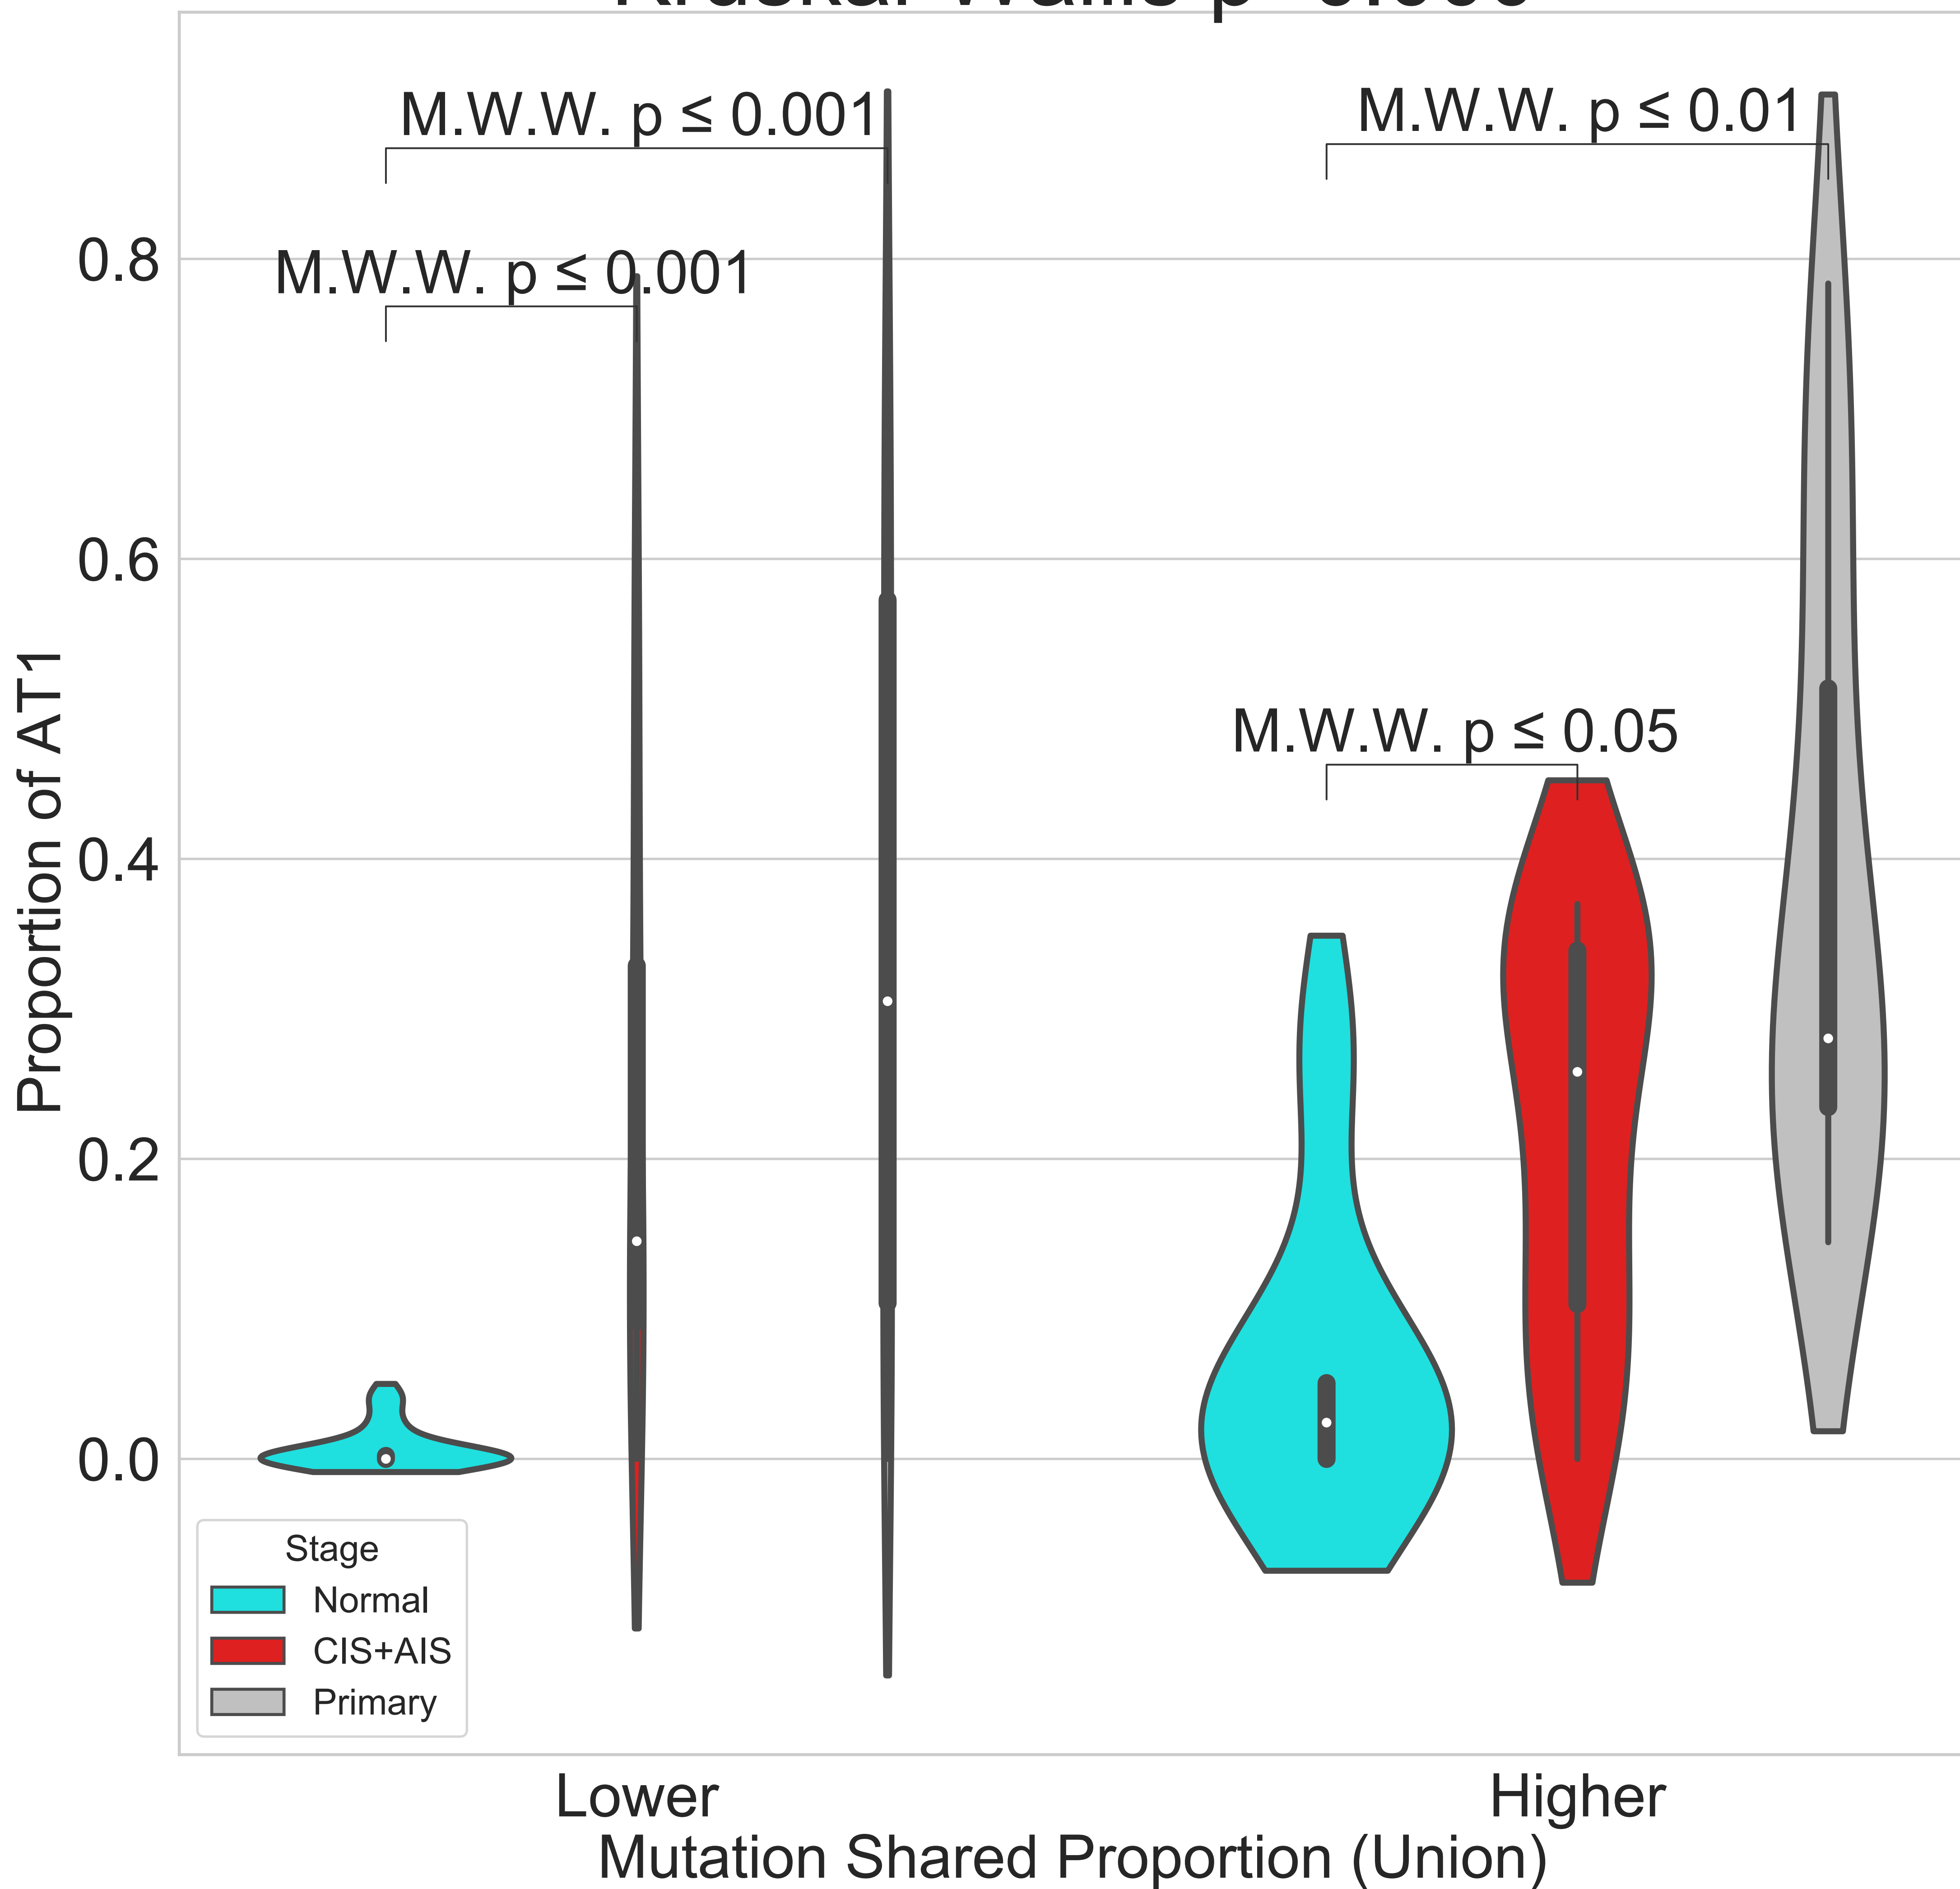 M.W.W. p ≤ 0.001
M.W.W. p ≤ 0.01
M.W.W. p ≤ 0.001
M.W.W. p ≤ 0.05
0.8
0.6
0.4
0.2
0.0
Proportion of AT1
Stage
Normal
CIS+AIS
Primary
Lower
Higher
Mutation Shared Proportion (Union)